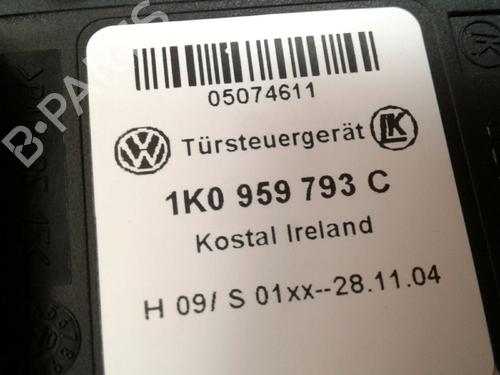 B-PARTS
05074611
Türsteuergerät
1K0 959 793 C
Kostal Ireland
H 09/ S 01xx--28.11.04